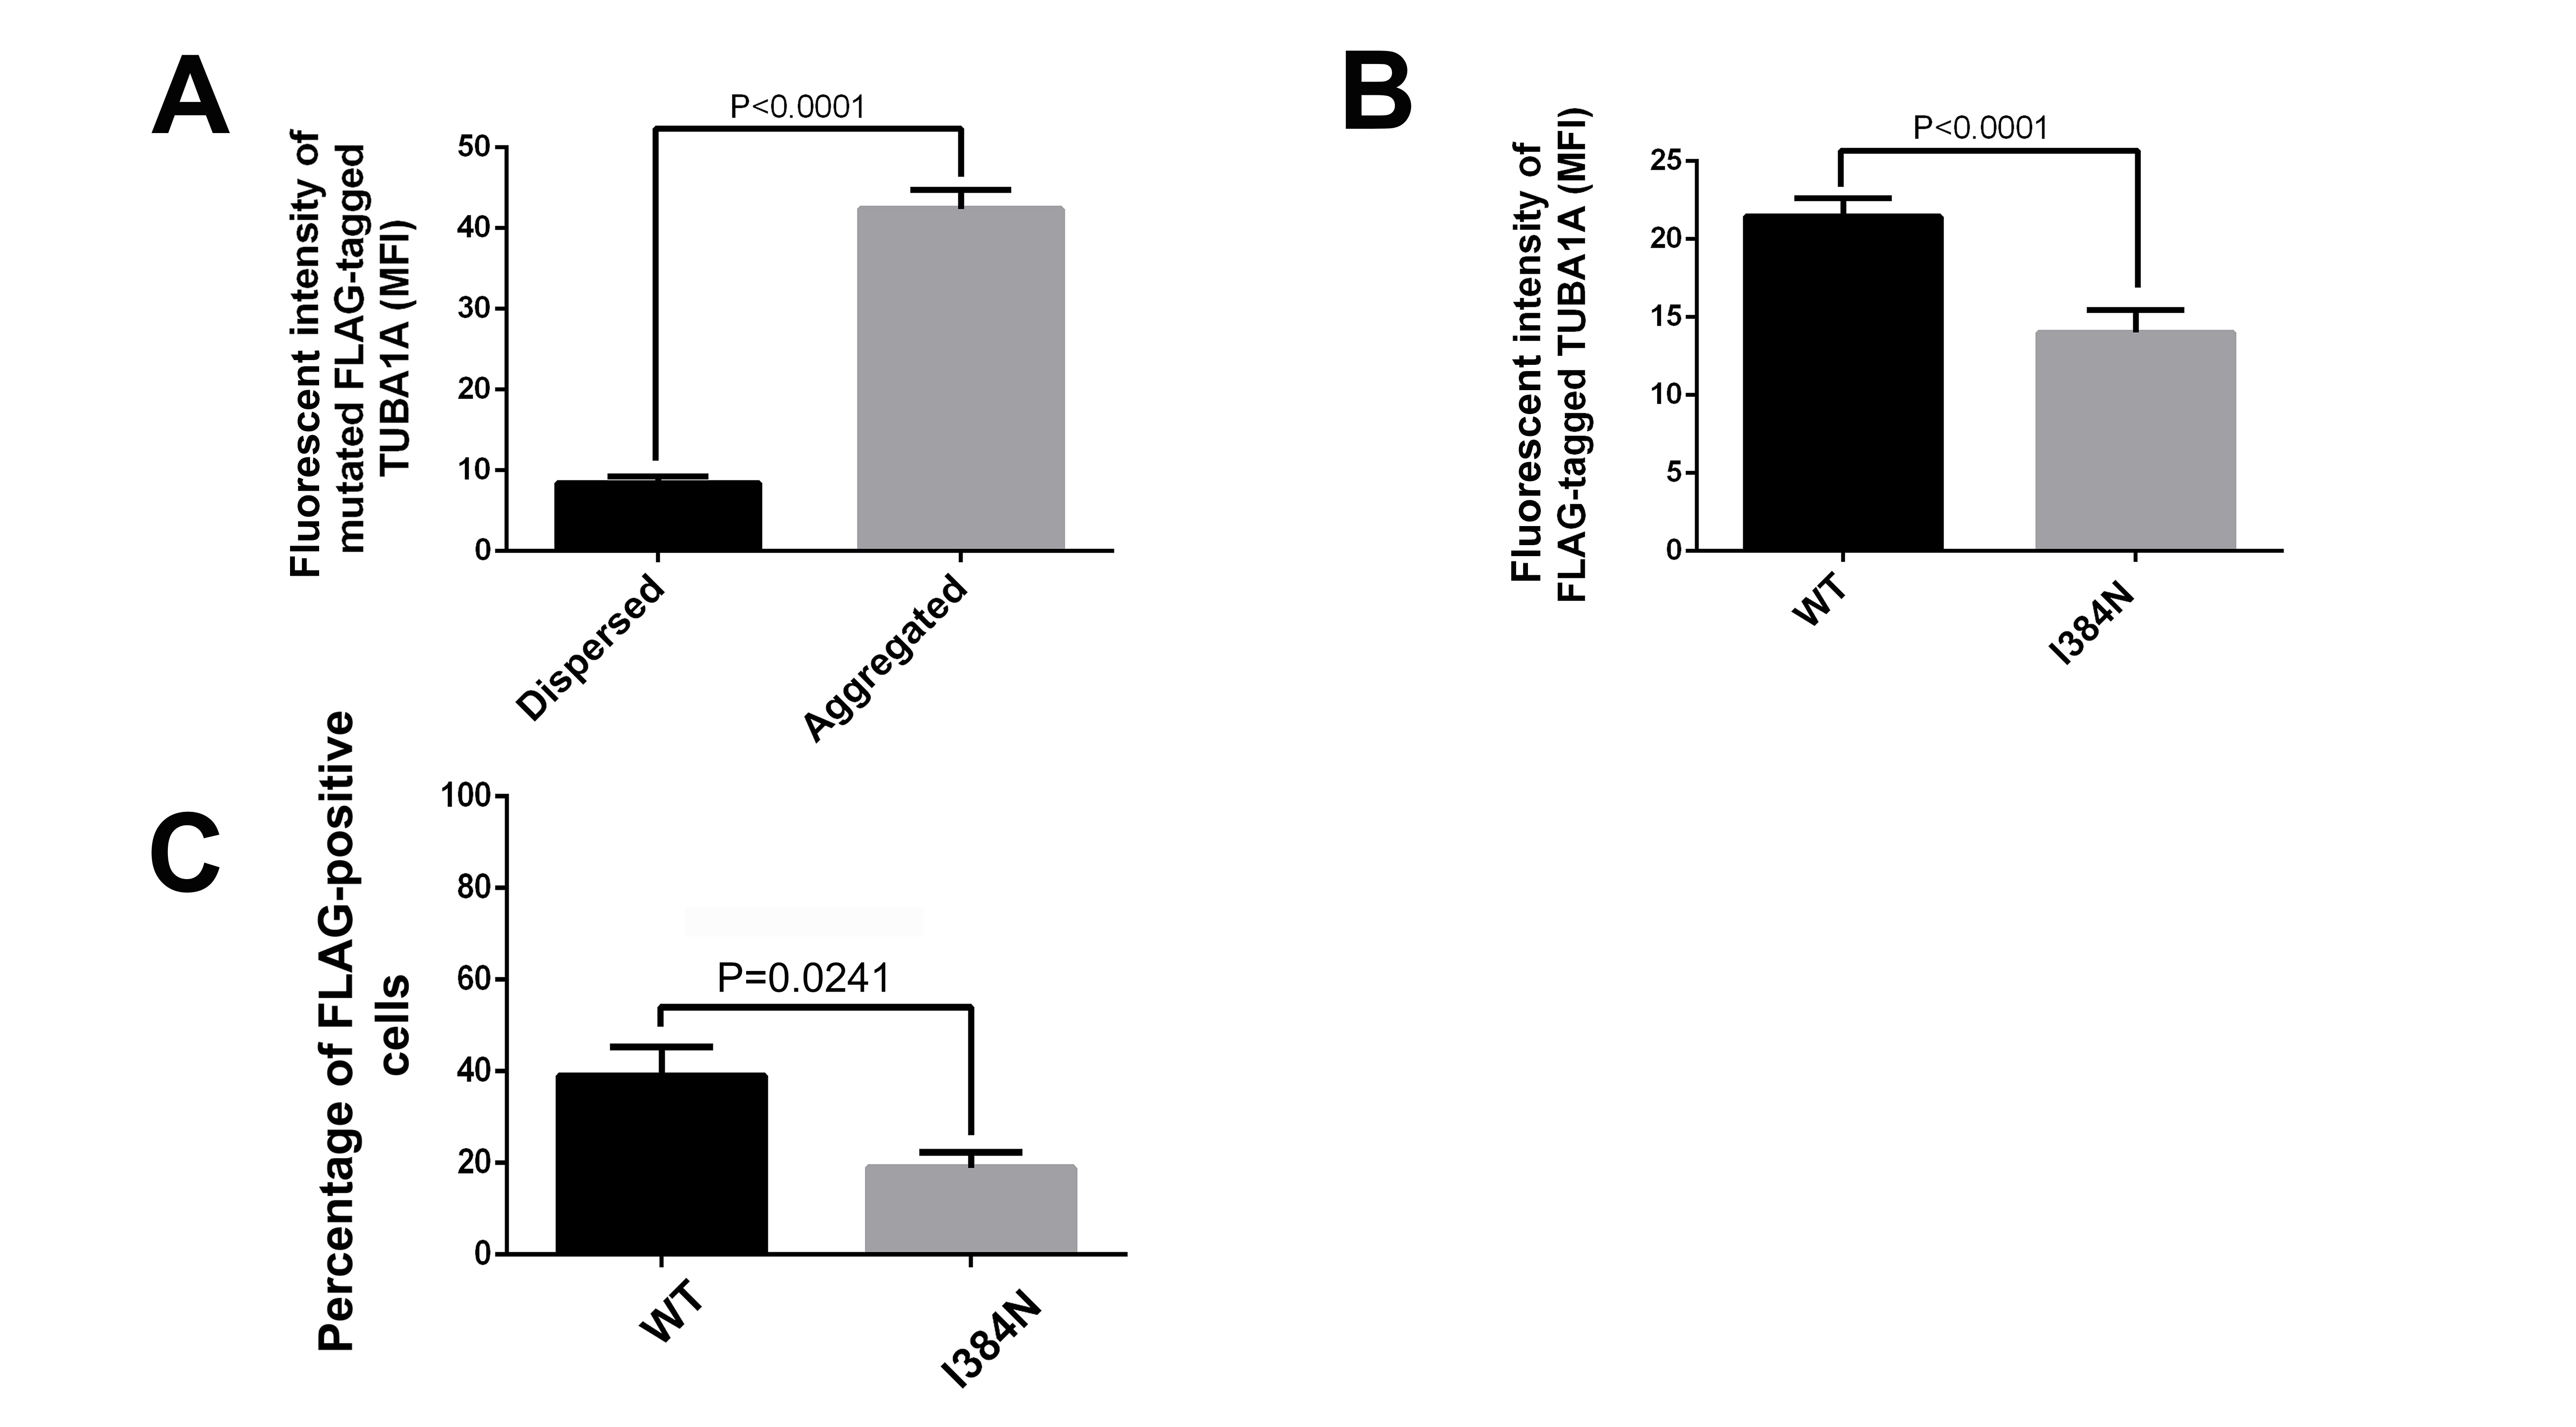 A
P<0.0001
Fluorescent intensity of
mutated FLAG-tagged
TUBA1A (MFI)
50
40
30
20
10
0
Dispersed
Aggregated
B
P<0.0001
Fluorescent intensity of
FLAG-tagged TUBA1A (MFI)
25
20
15
10
5
0
WT
I384N
C
Percentage of FLAG-positive
cells
100
80
60
40
20
0
P=0.0241
WT
I384N